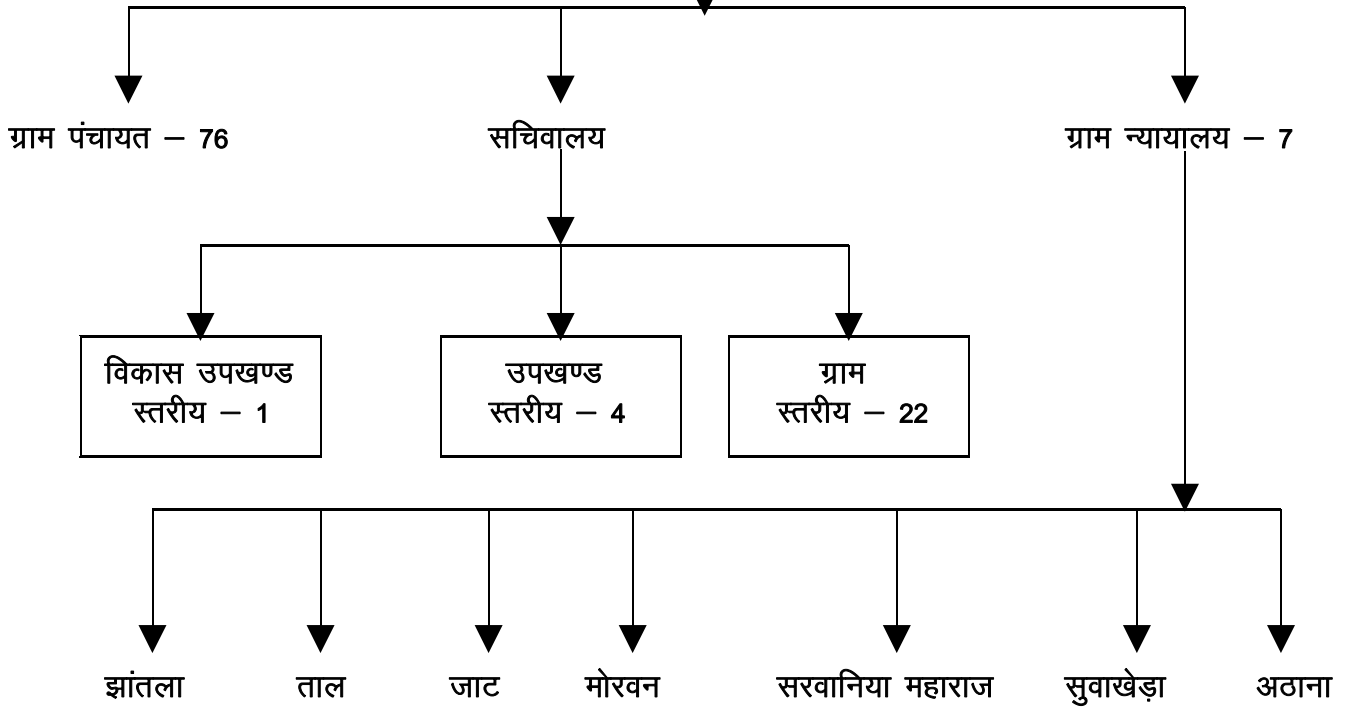 ग्राम पंचायत – 76
सचिवालय
ग्राम न्यायालय – 7
विकास उपखण्ड
स्तरीय – 1
उपखण्ड
स्तरीय – 4
ग्राम
स्तरीय – 22
झांतला
ताल
जाट
मोरवन
सरवानिया महाराज
सुवाखेड़ा
अठाना